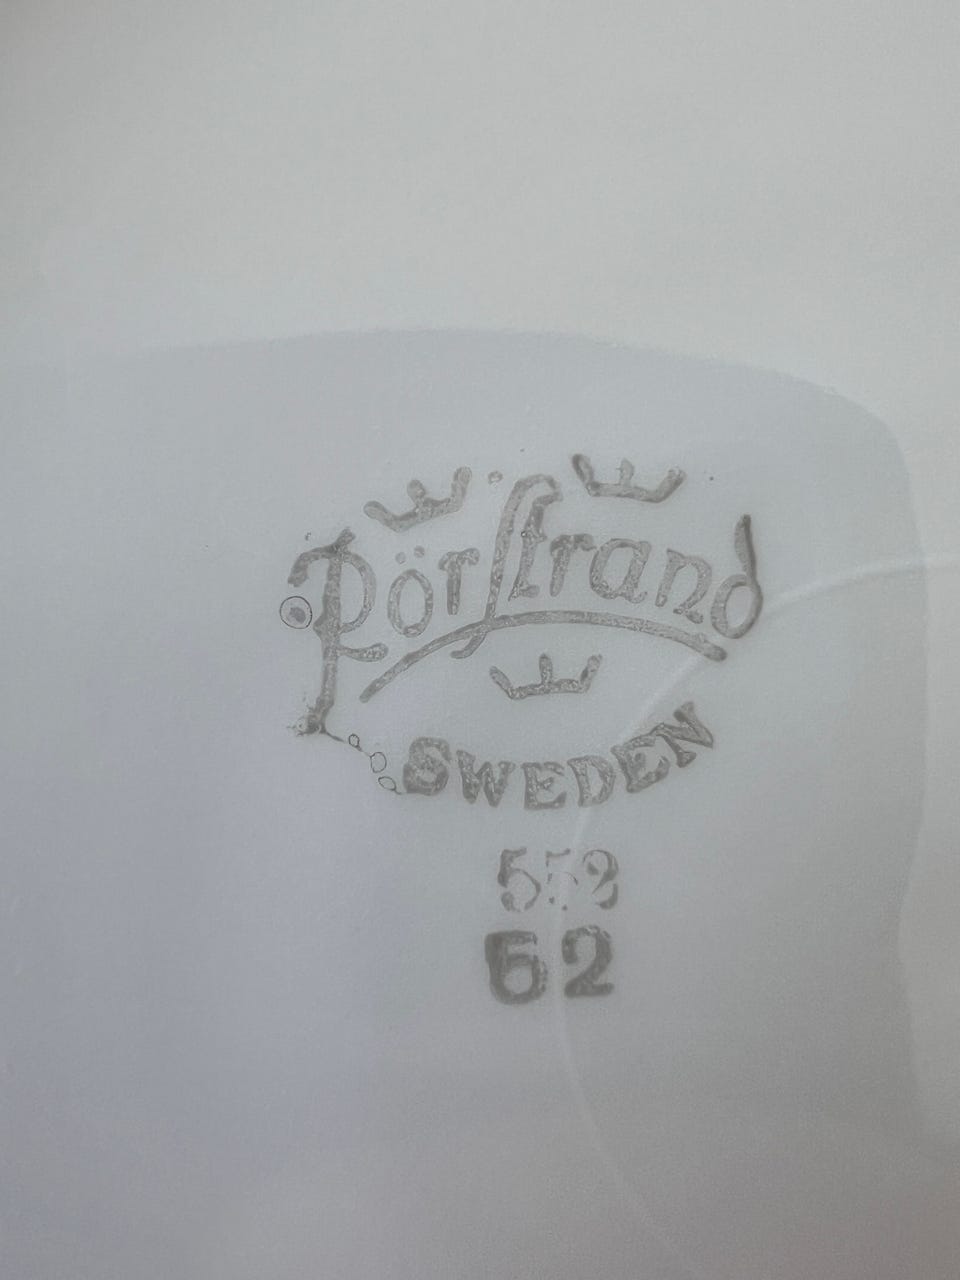 Rörstrand
SWEDEN
552
62